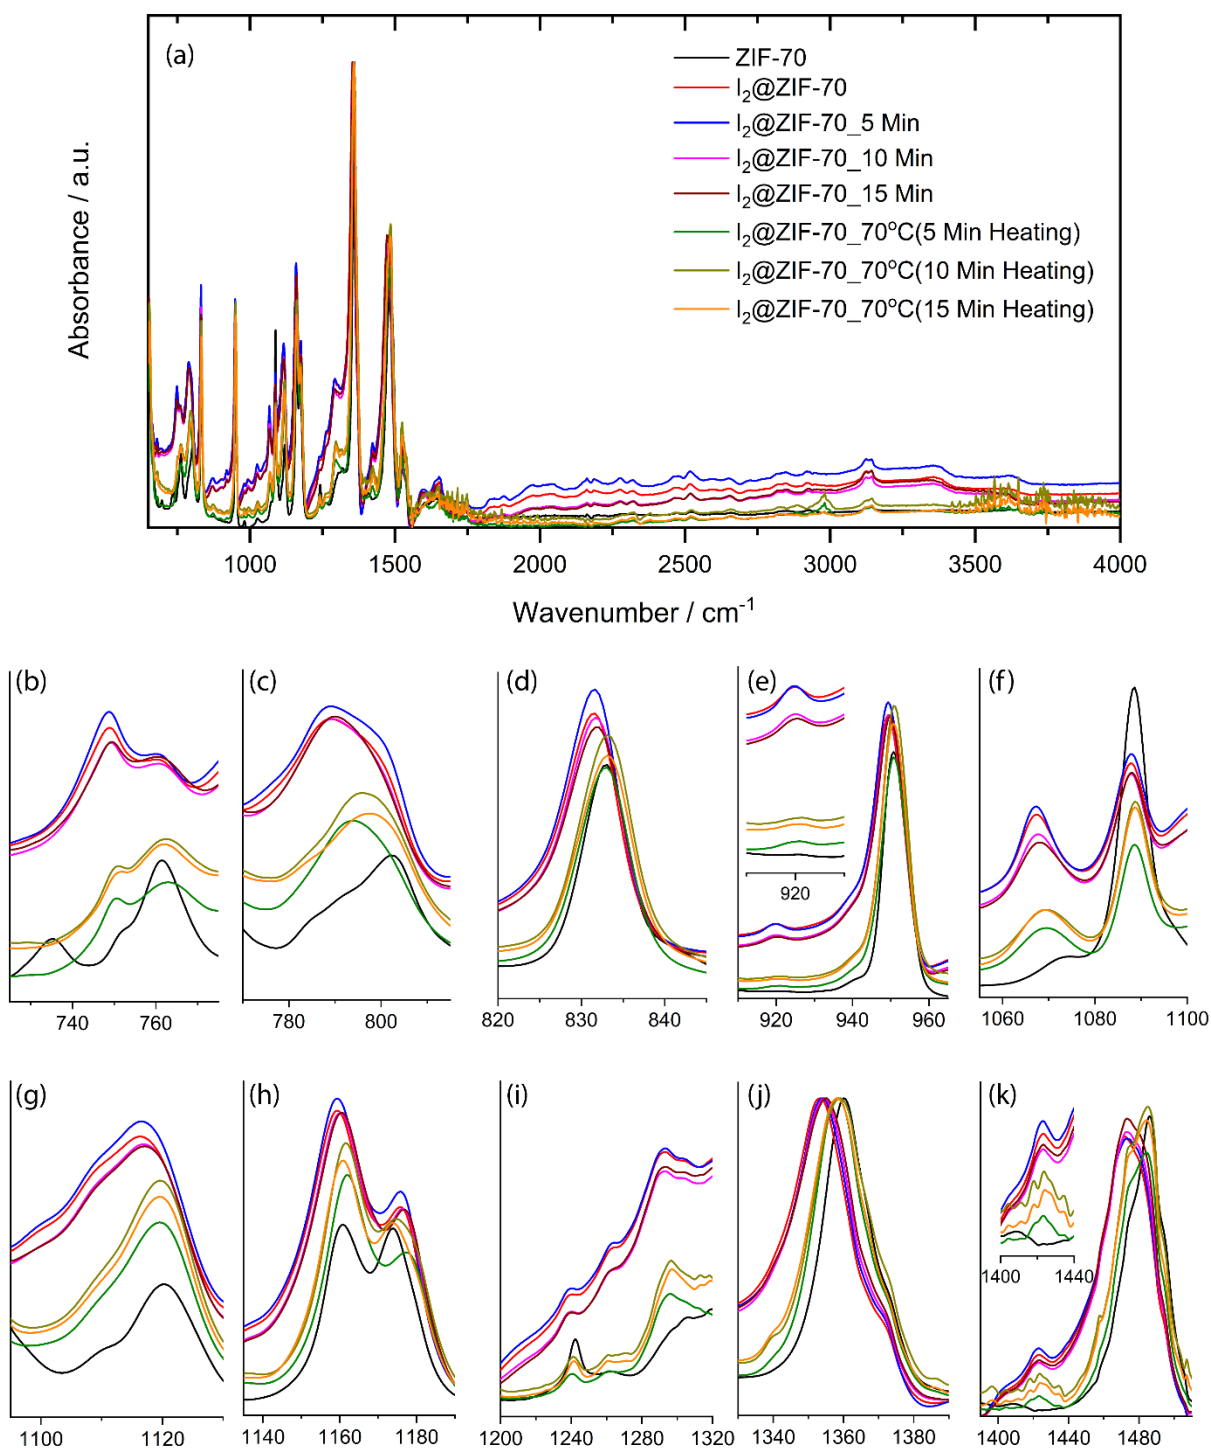 (a)
ZIF-70
I₂@ZIF-70
I₂@ZIF-70_5 Min
I₂@ZIF-70_10 Min
I₂@ZIF-70_15 Min
I₂@ZIF-70_70°C(5 Min Heating)
I₂@ZIF-70_70°C(10 Min Heating)
I₂@ZIF-70_70°C(15 Min Heating)
Absorbance / a.u.
1000 1500 2000 2500 3000 3500 4000
Wavenumber / cm⁻¹
(b) (c) (d) (e) (f)
920
740 760
780 800
820 830 840
920 940 960
1060 1080 1100
(g) (h) (i) (j) (k)
1400 1440
1100 1120
1140 1160 1180
1200 1240 1280 1320
1340 1360 1380
1400 1440 1480